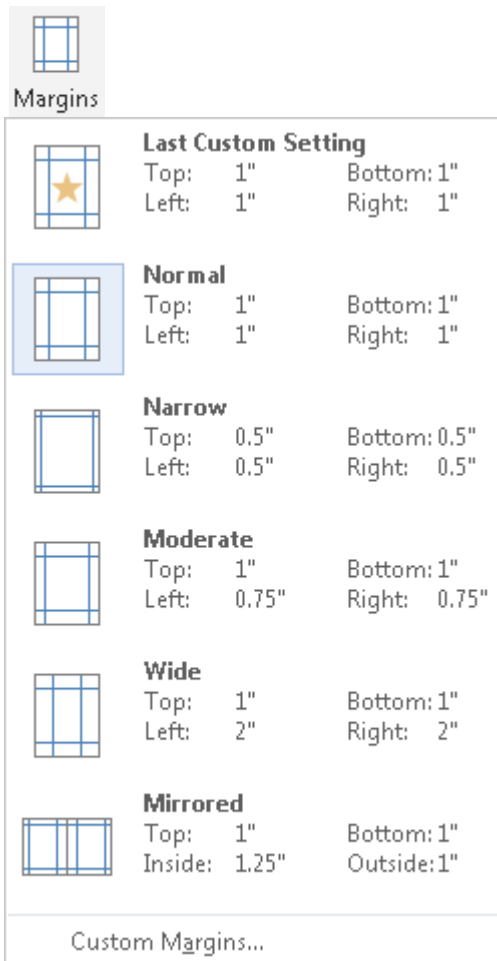 Margins
Last Custom Setting
Top: 1" Bottom: 1"
Left: 1" Right: 1"
Normal
Top: 1" Bottom: 1"
Left: 1" Right: 1"
Narrow
Top: 0.5" Bottom: 0.5"
Left: 0.5" Right: 0.5"
Moderate
Top: 1" Bottom: 1"
Left: 0.75" Right: 0.75"
Wide
Top: 1" Bottom: 1"
Left: 2" Right: 2"
Mirrored
Top: 1" Bottom: 1"
Inside: 1.25" Outside: 1"
Custom Margins...